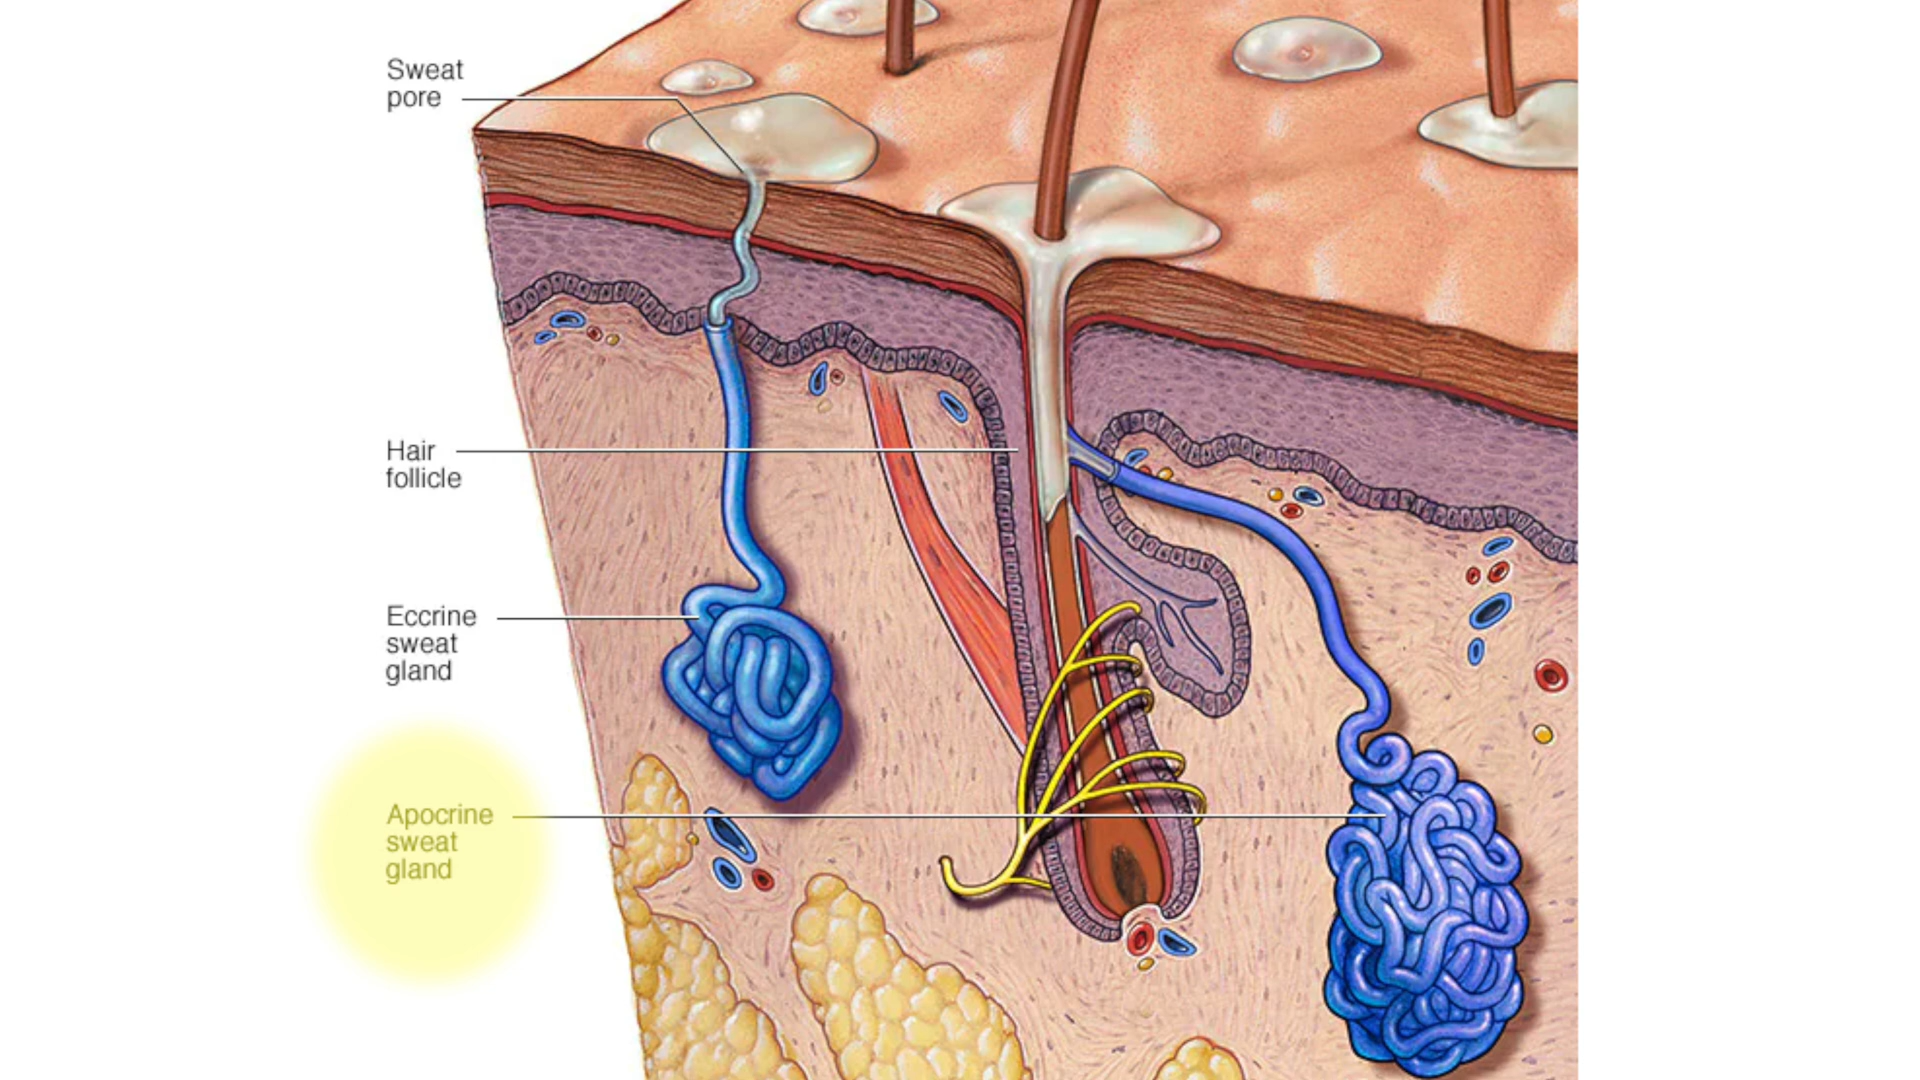 Sweat
pore
Hair
follicle
Eccrine
sweat
gland
Apocrine
sweat
gland